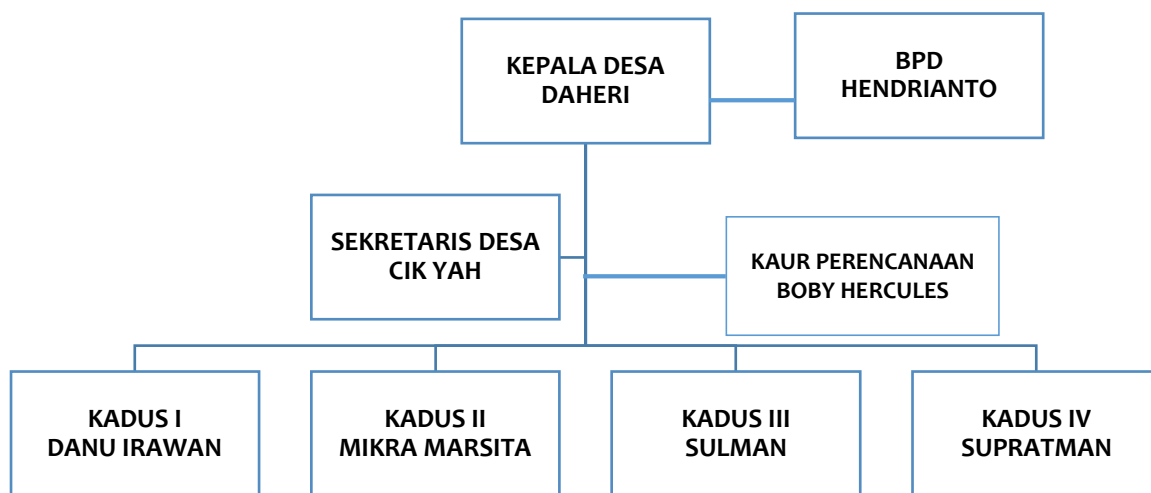 KEPALA DESA
DAHERI
BPD
HENDRIANTO
SEKRETARIS DESA
CIK YAH
KAUR PERENCANAAN
BOBY HERCULES
KADUS I
DANU IRAWAN
KADUS II
MIKRA MARSITA
KADUS III
SULMAN
KADUS IV
SUPRATMAN